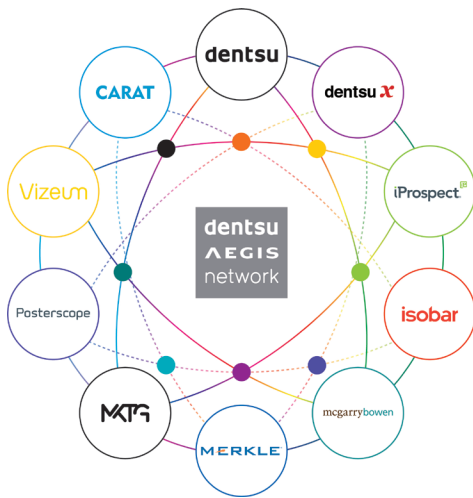 dentsu
CARAT
dentsu x
Vizeum
iProspect.
dentsu
AEGIS
network
Posterscope
isobar
MKTG
mcgarrybowen
MERKLE